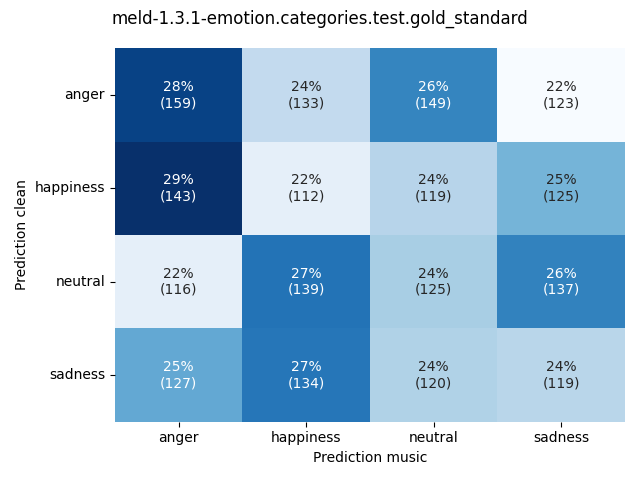 meld-1.3.1-emotion.categories.test.gold_standard
Prediction clean
anger
28%
(159)
24%
(133)
26%
(149)
22%
(123)
happiness
29%
(143)
22%
(112)
24%
(119)
25%
(125)
neutral
22%
(116)
27%
(139)
24%
(125)
26%
(137)
sadness
25%
(127)
27%
(134)
24%
(120)
24%
(119)
anger
happiness
neutral
sadness
Prediction music